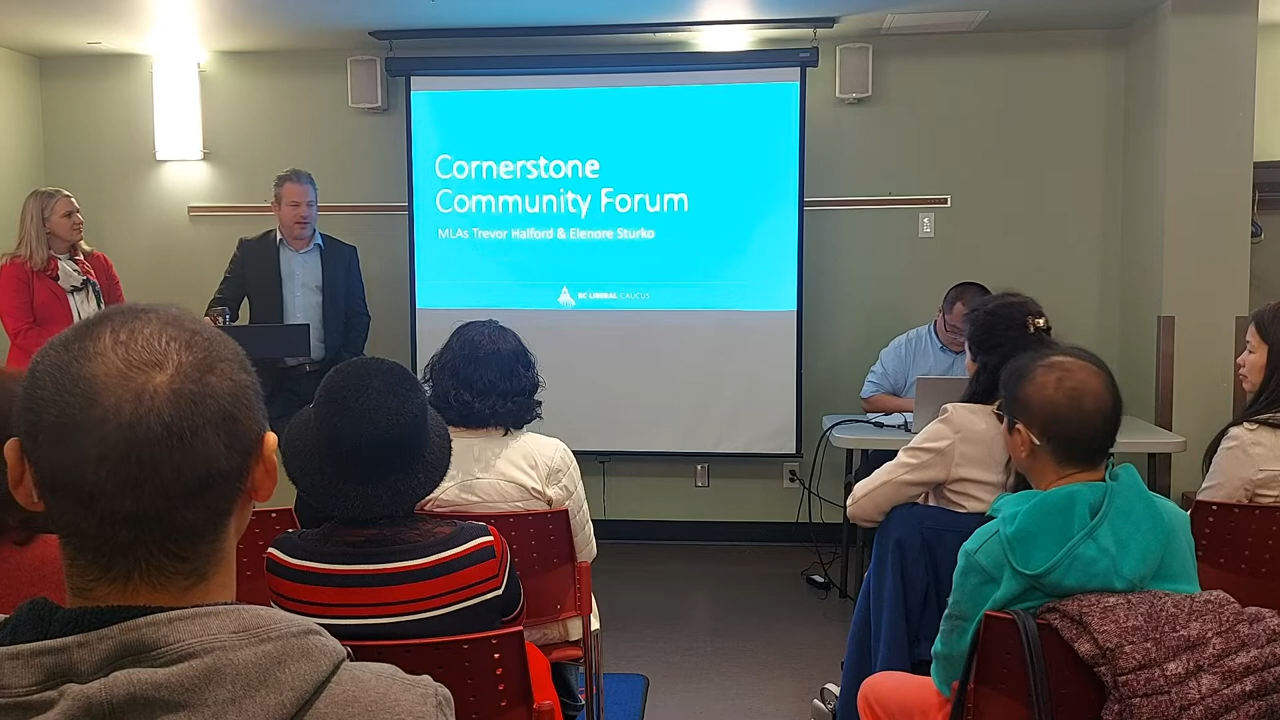 Cornerstone
Community Forum
MLAs Trevor Halford & Elenore Sturko
BC LIBERAL CAUCUS